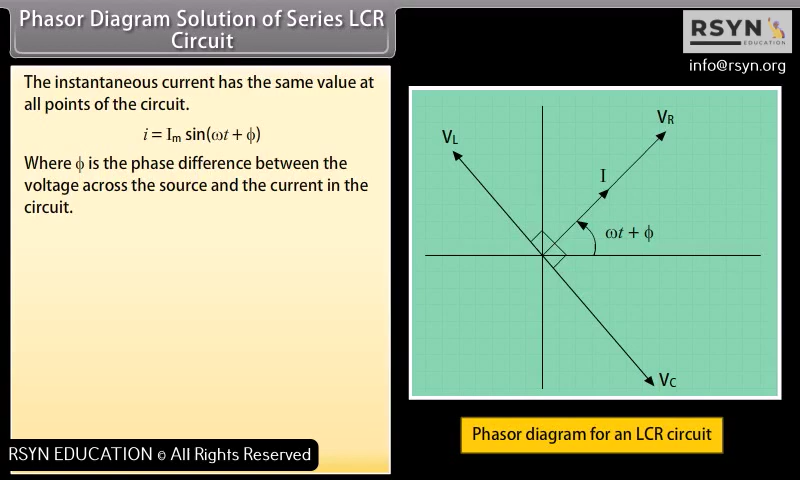 Phasor Diagram Solution of Series LCR
Circuit
RSYN
EDUCATION
info@rsyn.org
The instantaneous current has the same value at
all points of the circuit.
i = Iₘ sin(ωt + ϕ)
Where ϕ is the phase difference between the
voltage across the source and the current in the
circuit.
V_L
V_R
I
ωt + ϕ
V_C
Phasor diagram for an LCR circuit
RSYN EDUCATION © All Rights Reserved